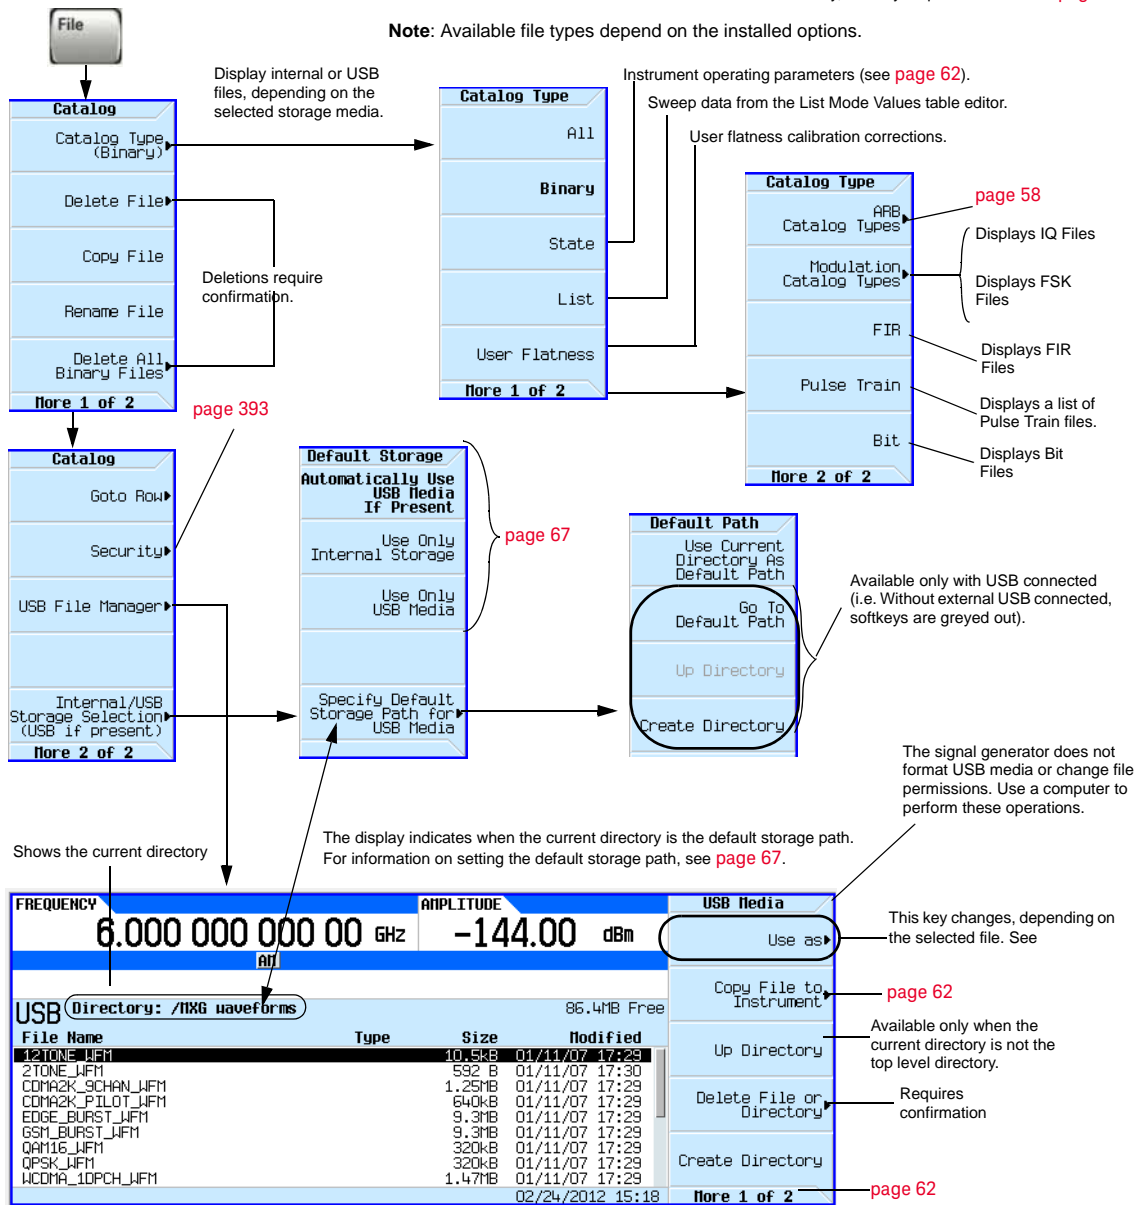 File
Note: Available file types depend on the installed options.
Display internal or USB
files, depending on the
selected storage media.
Catalog
Catalog Type
(Binary)
Delete File
Copy File
Rename File
Delete All
Binary Files
More 1 of 2
Deletions require
confirmation.
Catalog Type
All
Binary
State
List
User Flatness
More 1 of 2
Instrument operating parameters (see page 62).
Sweep data from the List Mode Values table editor.
User flatness calibration corrections.
Catalog Type
ARB
Catalog Types
Modulation
Catalog Types
FIR
Pulse Train
Bit
More 2 of 2
page 58
Displays IQ Files
Displays FSK
Files
Displays FIR
Files
Displays a list of
Pulse Train files.
Displays Bit
Files
page 393
Catalog
Goto Row
Security
USB File Manager
Internal/USB
Storage Selection
(USB if present)
More 2 of 2
Default Storage
Automatically Use
USB Media
If Present
Use Only
Internal Storage
Use Only
USB Media
Specify Default
Storage Path for
USB Media
page 67
Default Path
Use Current
Directory As
Default Path
Go To
Default Path
Up Directory
Create Directory
Available only with USB connected
(i.e. Without external USB connected,
softkeys are greyed out).
The signal generator does not
format USB media or change file
permissions. Use a computer to
perform these operations.
The display indicates when the current directory is the default storage path.
For information on setting the default storage path, see page 67.
Shows the current directory
FREQUENCY
6.000 000 000 00 GHz
AMPLITUDE
-144.00 dBm
AM
USB Directory: /MXG waveforms 86.4MB Free
File Name Type Size Modified
12TONE_WFM 10.5kB 01/11/07 17:29
2TONE_WFM 592 B 01/11/07 17:30
CDMA2K_9CHAN_WFM 1.25MB 01/11/07 17:29
CDMA2K_PILOT_WFM 640kB 01/11/07 17:29
EDGE_BURST_WFM 9.3MB 01/11/07 17:29
GSM_BURST_WFM 9.3MB 01/11/07 17:29
QAM16_WFM 320kB 01/11/07 17:29
QPSK_WFM 320kB 01/11/07 17:29
WCDMA_1DPCH_WFM 1.47MB 01/11/07 17:29
02/24/2012 15:18
USB Media
Use as
Copy File to
Instrument
Up Directory
Delete File or
Directory
Create Directory
More 1 of 2
This key changes, depending on
the selected file. See
page 62
Available only when the
current directory is not the
top level directory.
Requires
confirmation
page 62